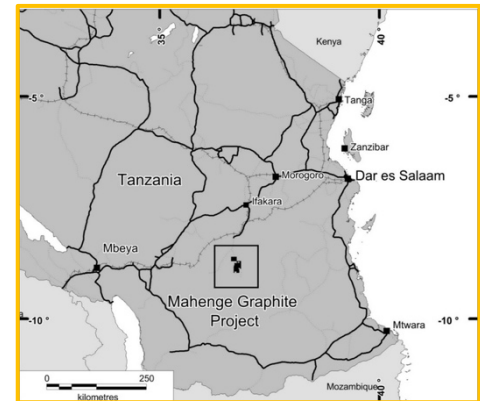 35°
40°
Kenya
-5°
-5°
Tanga
Zanzibar
Dar es Salaam
Morogoro
Tanzania
Ifakara
Mbeya
Mahenge Graphite
Project
-10°
-10°
Mtwara
0
250
kilometres
Mozambique
40°